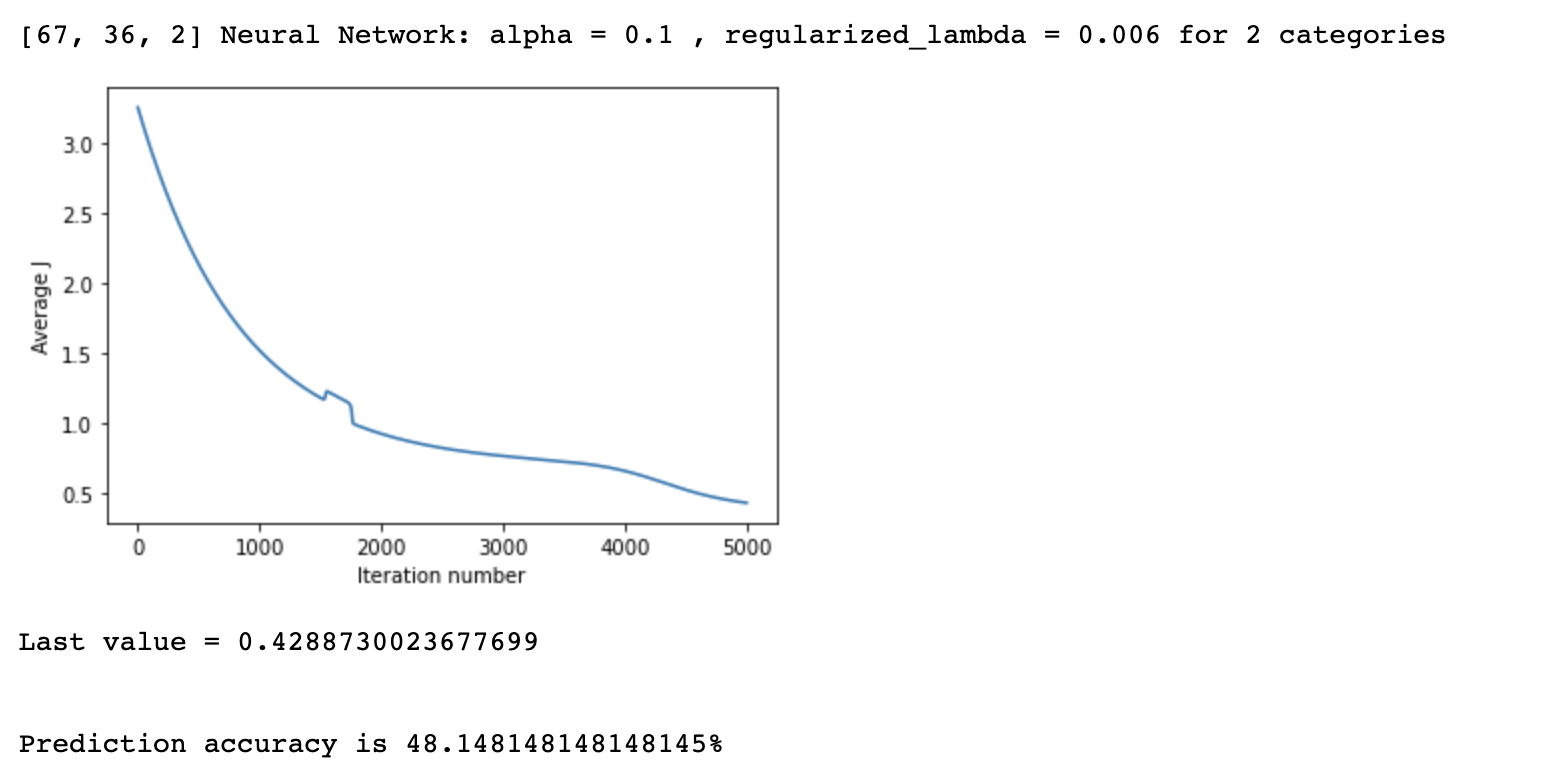 [67, 36, 2] Neural Network: alpha = 0.1 , regularized_lambda = 0.006 for 2 categories
3.0
2.5
2.0
1.5
1.0
0.5
Average J
0 1000 2000 3000 4000 5000
Iteration number
Last value = 0.4288730023677699
Prediction accuracy is 48.148148148148145%